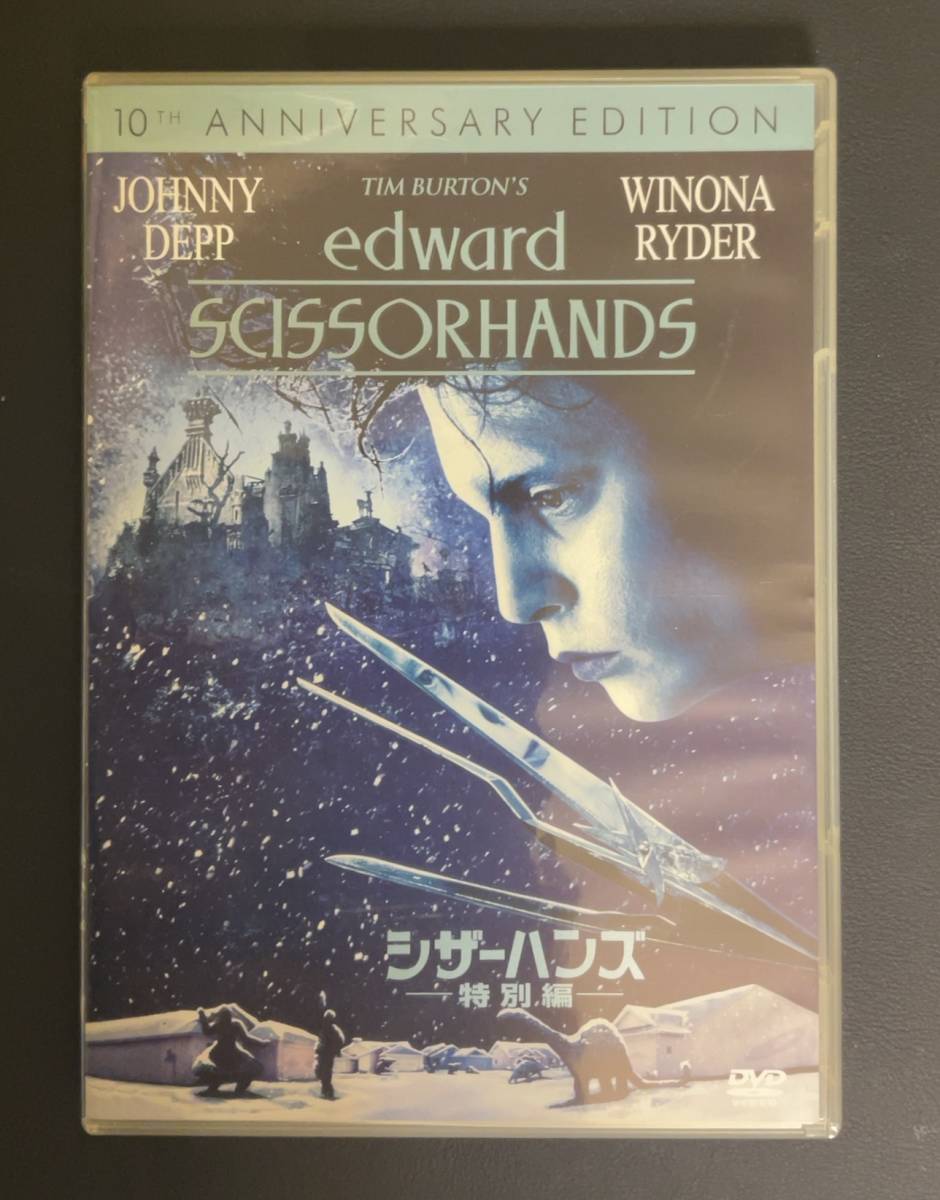 10TH ANNIVERSARY EDITION
JOHNNY DEPP
TIM BURTON'S
WINONA RYDER
edward
SCISSORHANDS
シザーハンズ
特別編
DVD
VIDEO